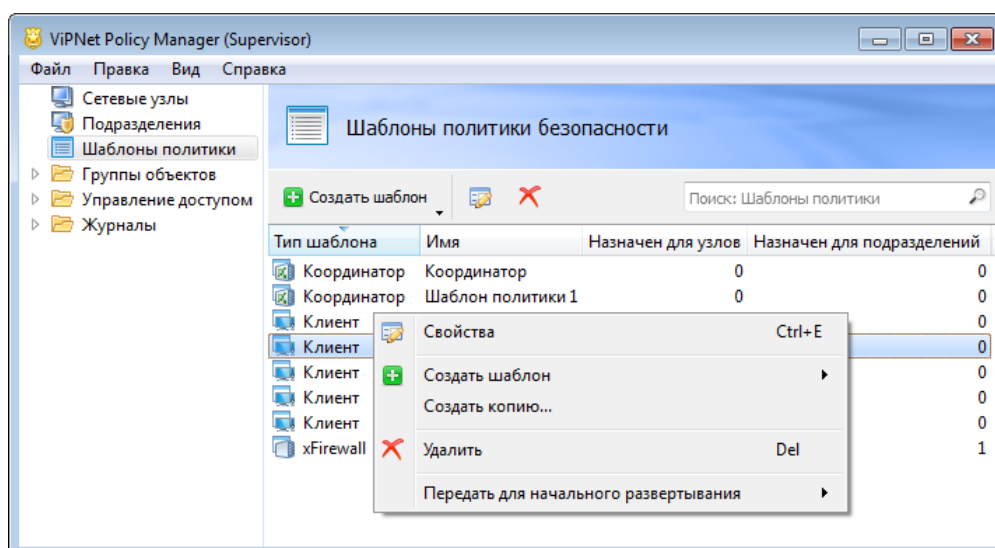 ViPNet Policy Manager (Supervisor)
Файл Правка Вид Справка
Сетевые узлы
Подразделения
Шаблоны политики
Группы объектов
Управление доступом
Журналы
Шаблоны политики безопасности
Создать шаблон
Поиск: Шаблоны политики
Тип шаблона Имя Назначен для узлов Назначен для подразделений
Координатор Координатор 0 0
Координатор Шаблон политики 1 0 0
Клиент 0
Клиент 0
Клиент 0
Клиент 0
Клиент 0
xFirewall 1
Свойства Ctrl+E
Создать шаблон
Создать копию...
Удалить Del
Передать для начального развертывания